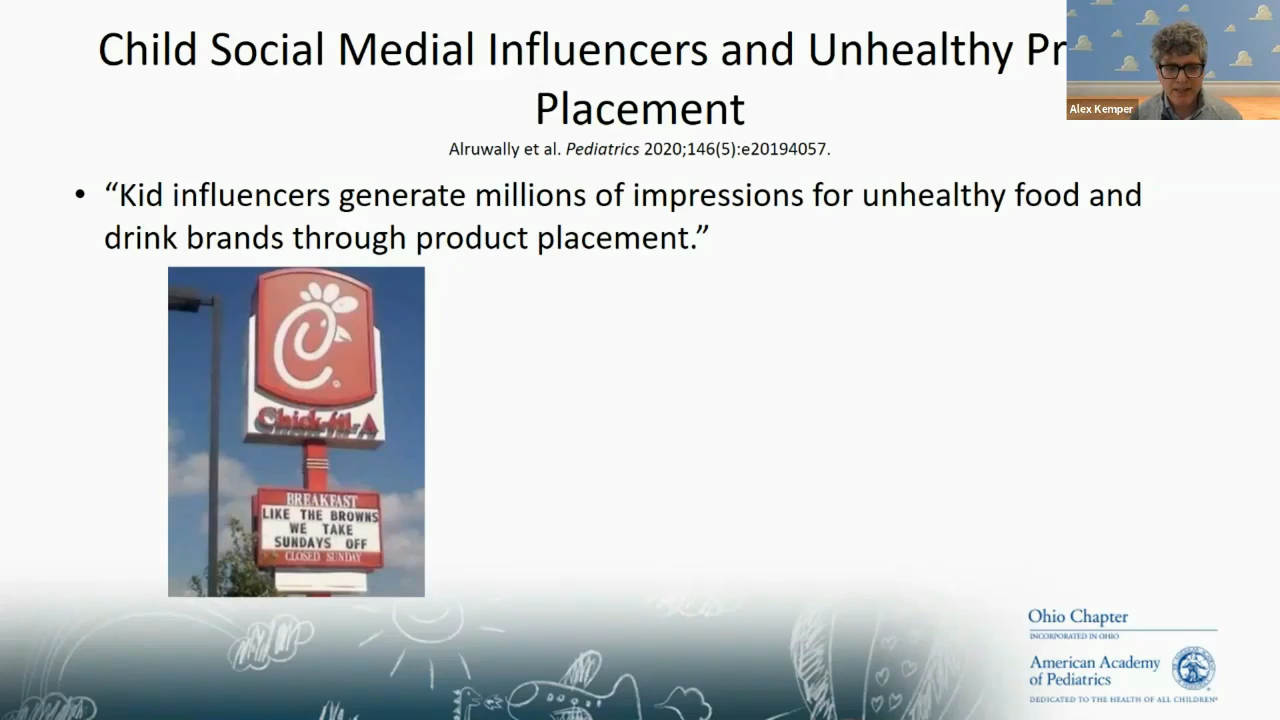 Child Social Medial Influencers and Unhealthy Pr
Placement
Alex Kemper
Alruwally et al. Pediatrics 2020;146(5):e20194057.
• “Kid influencers generate millions of impressions for unhealthy food and
drink brands through product placement.”
Chick-fil-A
BREAKFAST
LIKE THE BROWNS
WE TAKE
SUNDAYS OFF
CLOSED SUNDAY
Ohio Chapter
INCORPORATED IN OHIO
American Academy
of Pediatrics
DEDICATED TO THE HEALTH OF ALL CHILDREN®